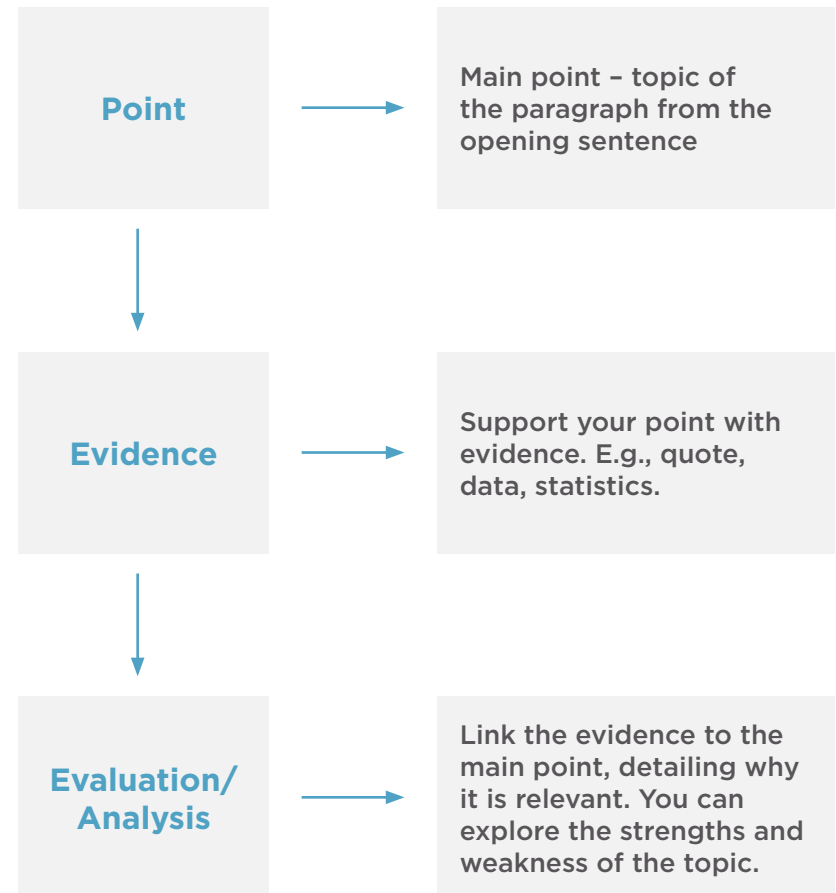 Point
Main point – topic of
the paragraph from the
opening sentence
Evidence
Support your point with
evidence. E.g., quote,
data, statistics.
Evaluation/
Analysis
Link the evidence to the
main point, detailing why
it is relevant. You can
explore the strengths and
weakness of the topic.